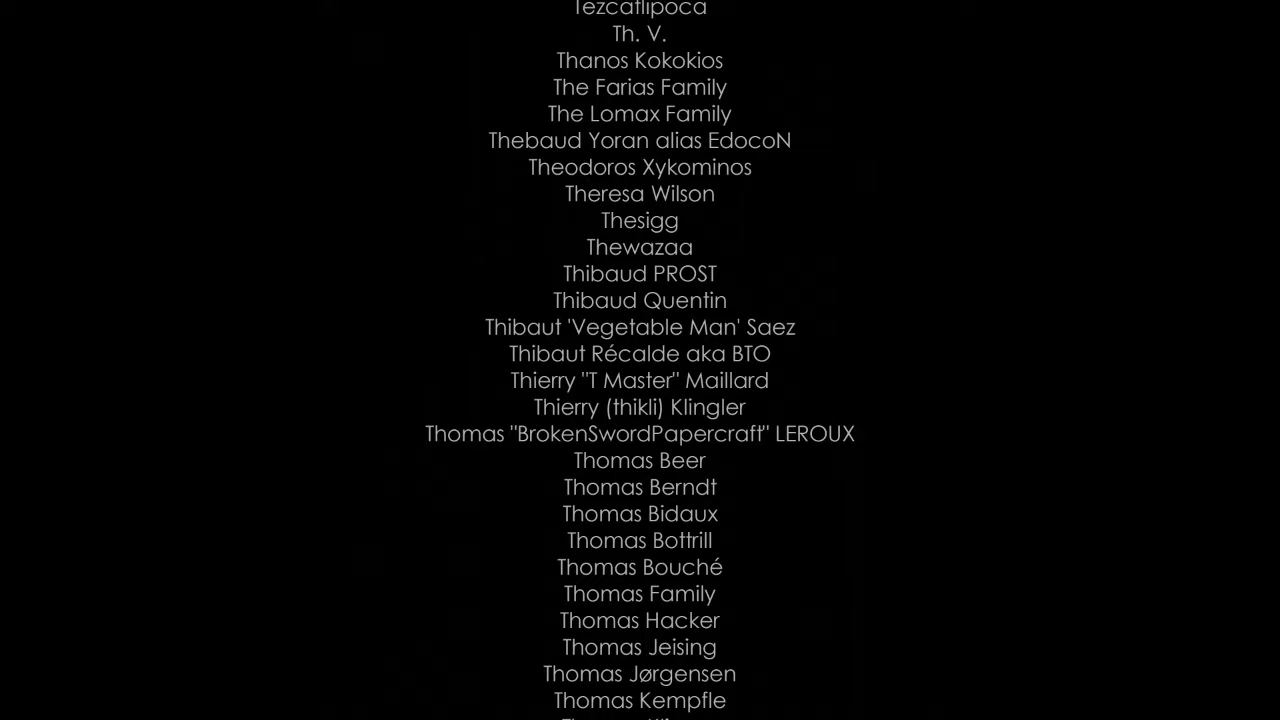 Tezcatlipoca
Th. V.
Thanos Kokokios
The Farias Family
The Lomax Family
Thebaud Yoran alias EdocoN
Theodoros Xykominos
Theresa Wilson
Thesigg
Thewazaa
Thibaud PROST
Thibaud Quentin
Thibaut 'Vegetable Man' Saez
Thibaut Récalde aka BTO
Thierry "T Master" Maillard
Thierry (thikli) Klingler
Thomas "BrokenSwordPapercraft" LEROUX
Thomas Beer
Thomas Berndt
Thomas Bidaux
Thomas Bottrill
Thomas Bouché
Thomas Family
Thomas Hacker
Thomas Jeising
Thomas Jørgensen
Thomas Kempfle